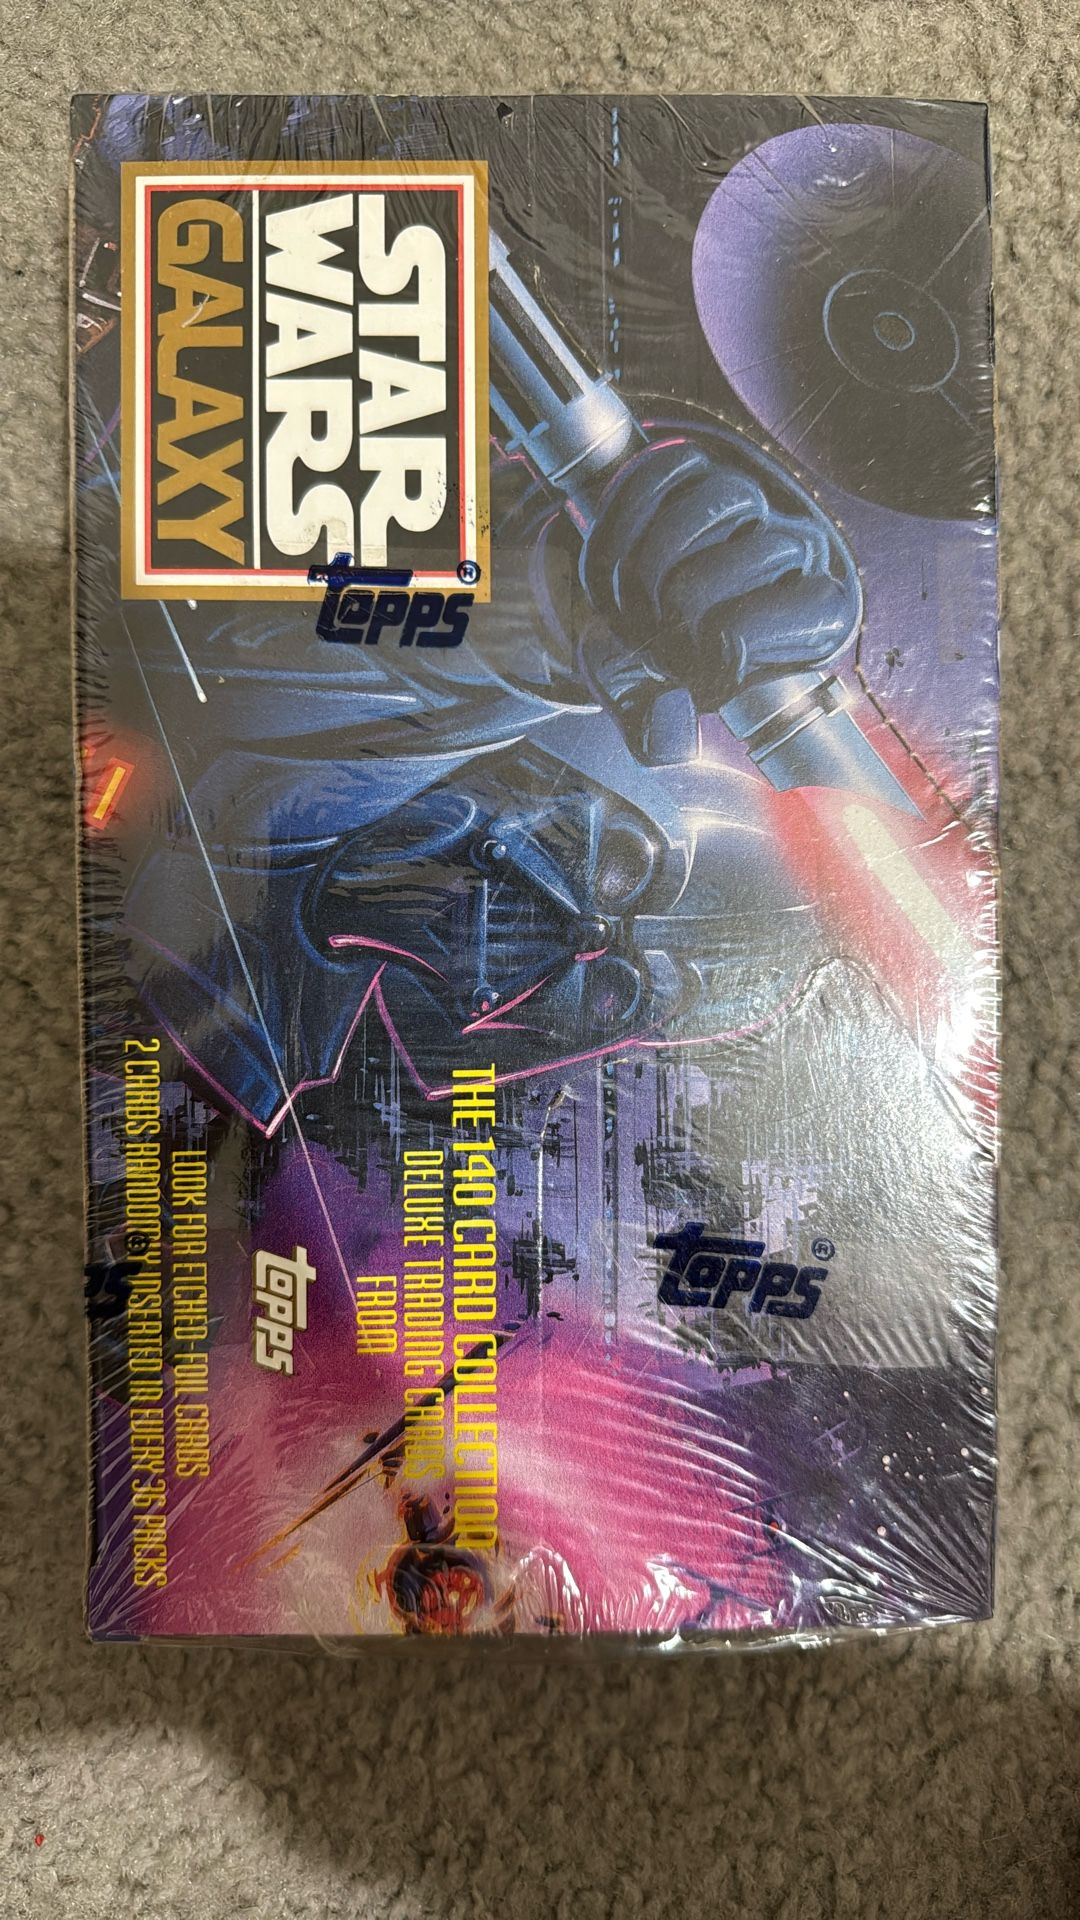 STAR
WARS
GALAXY
topps®
THE 140 CARD COLLECTION
DELUXE TRADING CARDS
FROM
topps
topps®
LOOK FOR ETCHED-FOIL CARDS
2 CARDS RANDOMLY INSERTED IN EVERY 36 PACKS
PS®